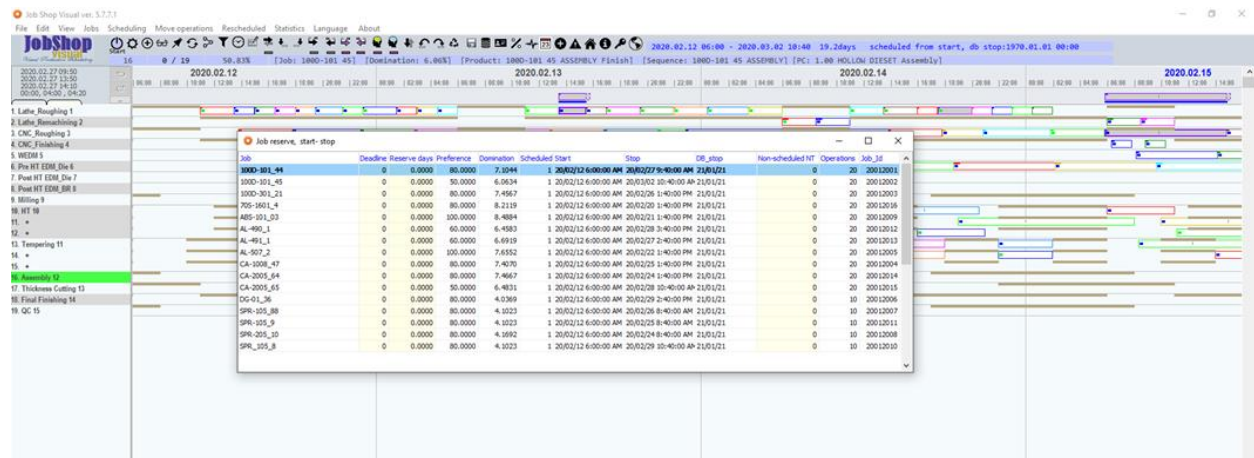 Job Shop Visual ver. 5.7.7.1
File Edit View Jobs Scheduling Move operations Rescheduled Statistics Language About
JobShop
VISION
START
2020.02.12 06:00 - 2020.03.02 10:40 19.2days scheduled from start, db stop:1970.01.01 00:00
16 0 / 19 50.83% [Job: 100D-101 45] [Domination: 6.06%] [Product: 100D-101 45 ASSEMBLY Finish] [Sequence: 100D-101 45 ASSEMBLY] [PC: 1.00 HOLLOW DIESET Assembly]
2020.02.27 09:50
2020.02.27 13:50
2020.02.27 14:10
00:00, 04:00 , 04:20
2020.02.12 2020.02.13 2020.02.14 2020.02.15
1. Lathe_Roughing 1
2. Lathe_Remachining 2
3. CNC_Roughing 3
4. CNC_Finishing 4
5. WEDM 5
6. Pre HT EDM_Die 6
7. Post HT EDM_Die 7
8. Post HT EDM_BR 8
9. Milling 9
10. HT 10
11. *
12. *
13. Tempering 11
14. *
15. *
16. Assembly 12
17. Thickness Cutting 13
18. Final Finishing 14
19. QC 15
Job reserve, start- stop
Job Deadline Reserve days Preference Domination Scheduled Start Stop DB_stop Non-scheduled NT Operations Job_Id
100D-101_44 0 0.0000 80.0000 7.1044 1 20/02/12 6:00:00 AM 20/02/27 9:40:00 AM 21/01/21 0 20 20012001
100D-101_45 0 0.0000 50.0000 6.0634 1 20/02/12 6:00:00 AM 20/03/02 10:40:00 AM 21/01/21 0 20 20012002
100D-301_21 0 0.0000 80.0000 7.4567 1 20/02/12 6:00:00 AM 20/02/26 1:40:00 PM 21/01/21 0 20 20012003
70S-1601_4 0 0.0000 80.0000 8.2119 1 20/02/12 6:00:00 AM 20/02/20 1:40:00 PM 21/01/21 0 20 20012016
ABS-101_03 0 0.0000 100.0000 8.4884 1 20/02/12 6:00:00 AM 20/02/21 1:40:00 PM 21/01/21 0 20 20012009
AL-490_1 0 0.0000 60.0000 6.4583 1 20/02/12 6:00:00 AM 20/02/28 3:40:00 PM 21/01/21 0 20 20012012
AL-491_1 0 0.0000 60.0000 6.6919 1 20/02/12 6:00:00 AM 20/02/27 2:40:00 PM 21/01/21 0 20 20012013
AL-507_2 0 0.0000 100.0000 7.6552 1 20/02/12 6:00:00 AM 20/02/22 1:40:00 PM 21/01/21 0 20 20012005
CA-1008_47 0 0.0000 80.0000 7.4070 1 20/02/12 6:00:00 AM 20/02/25 1:40:00 PM 21/01/21 0 20 20012004
CA-2005_64 0 0.0000 80.0000 7.4667 1 20/02/12 6:00:00 AM 20/02/24 1:40:00 PM 21/01/21 0 20 20012014
CA-2005_65 0 0.0000 50.0000 6.4831 1 20/02/12 6:00:00 AM 20/02/28 10:40:00 AM 21/01/21 0 20 20012015
DG-01_36 0 0.0000 80.0000 4.0369 1 20/02/12 6:00:00 AM 20/02/29 2:40:00 PM 21/01/21 0 10 20012006
SPR-105_8B 0 0.0000 80.0000 4.1023 1 20/02/12 6:00:00 AM 20/02/26 8:40:00 AM 21/01/21 0 10 20012007
SPR-105_9 0 0.0000 80.0000 4.1023 1 20/02/12 6:00:00 AM 20/02/25 8:40:00 AM 21/01/21 0 10 20012011
SPR-205_10 0 0.0000 80.0000 4.1692 1 20/02/12 6:00:00 AM 20/02/24 8:40:00 AM 21/01/21 0 10 20012008
SPR_105_8 0 0.0000 80.0000 4.1023 1 20/02/12 6:00:00 AM 20/02/29 10:40:00 AM 21/01/21 0 10 20012010